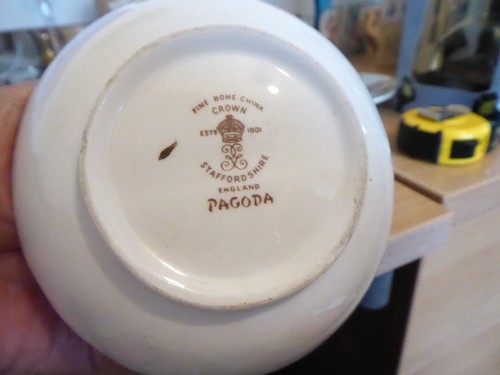 FINE BONE CHINA
CROWN
ESTD 1801
STAFFORDSHIRE
ENGLAND
PAGODA